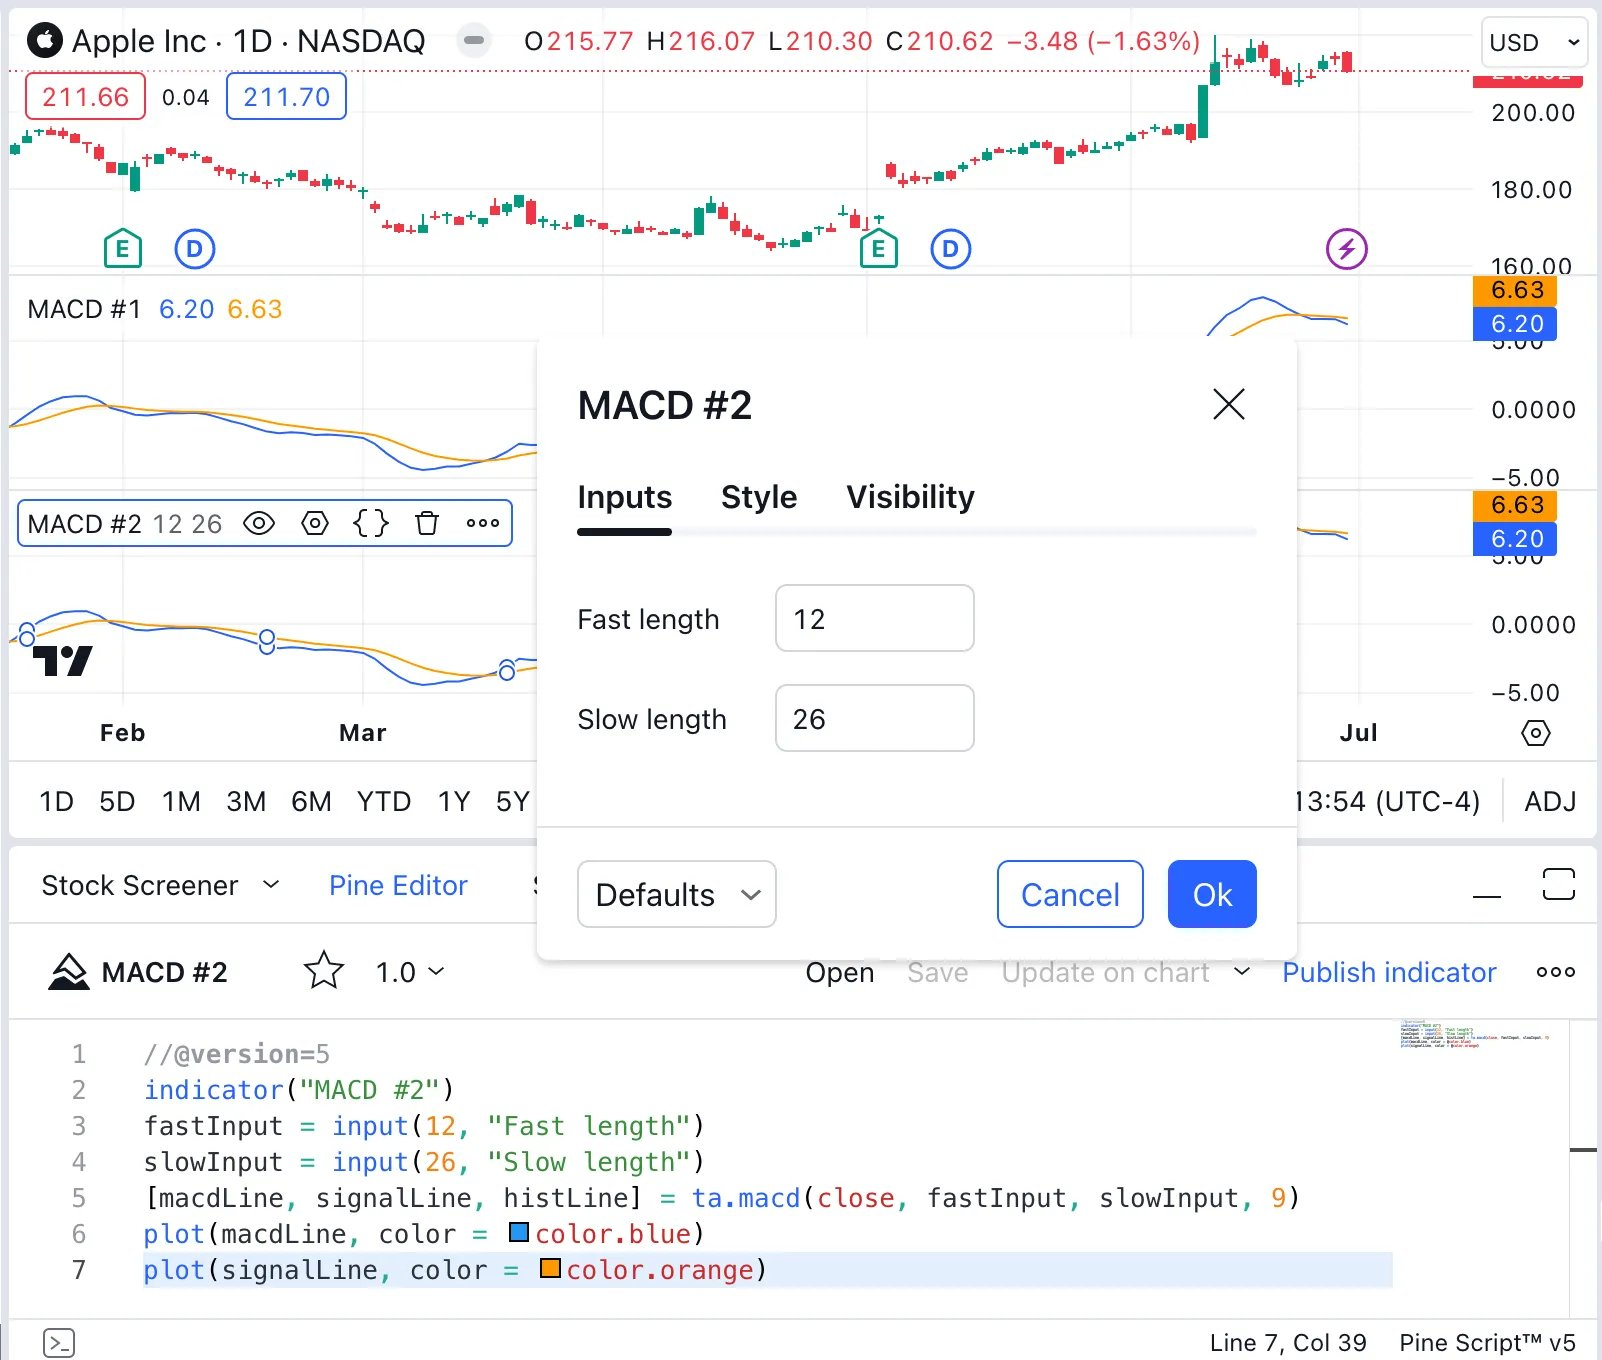 Apple Inc · 1D · NASDAQ
O215.77 H216.07 L210.30 C210.62 −3.48 (−1.63%)
USD
211.66 0.04 211.70
200.00
180.00
160.00
E D E D
MACD #1 6.20 6.63
6.63
6.20
5.00
0.0000
−5.00
MACD #2 12 26
6.63
6.20
5.00
0.0000
−5.00
Feb Mar Jul
1D 5D 1M 3M 6M YTD 1Y 5Y
13:54 (UTC-4) ADJ
MACD #2
Inputs Style Visibility
Fast length 12
Slow length 26
Defaults Cancel Ok
Stock Screener Pine Editor
MACD #2 1.0 Open Save Update on chart Publish indicator
1 //@version=5
2 indicator("MACD #2")
3 fastInput = input(12, "Fast length")
4 slowInput = input(26, "Slow length")
5 [macdLine, signalLine, histLine] = ta.macd(close, fastInput, slowInput, 9)
6 plot(macdLine, color = color.blue)
7 plot(signalLine, color = color.orange)
Line 7, Col 39 Pine Script™ v5